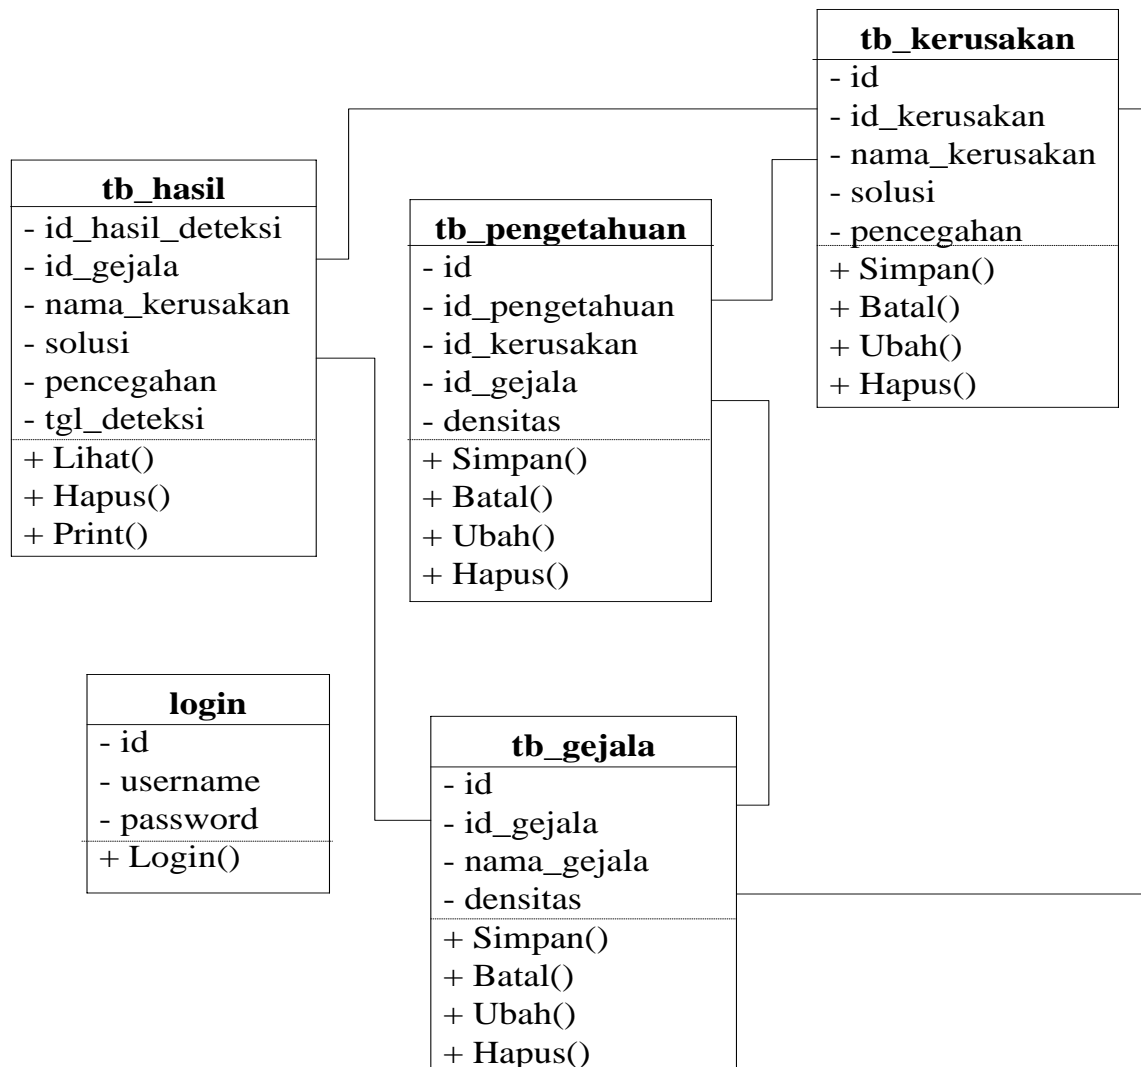 tb_kerusakan
- id
- id_kerusakan
- nama_kerusakan
- solusi
- pencegahan
+ Simpan()
+ Batal()
+ Ubah()
+ Hapus()
tb_hasil
- id_hasil_deteksi
- id_gejala
- nama_kerusakan
- solusi
- pencegahan
- tgl_deteksi
+ Lihat()
+ Hapus()
+ Print()
tb_pengetahuan
- id
- id_pengetahuan
- id_kerusakan
- id_gejala
- densitas
+ Simpan()
+ Batal()
+ Ubah()
+ Hapus()
login
- id
- username
- password
+ Login()
tb_gejala
- id
- id_gejala
- nama_gejala
- densitas
+ Simpan()
+ Batal()
+ Ubah()
+ Hapus()